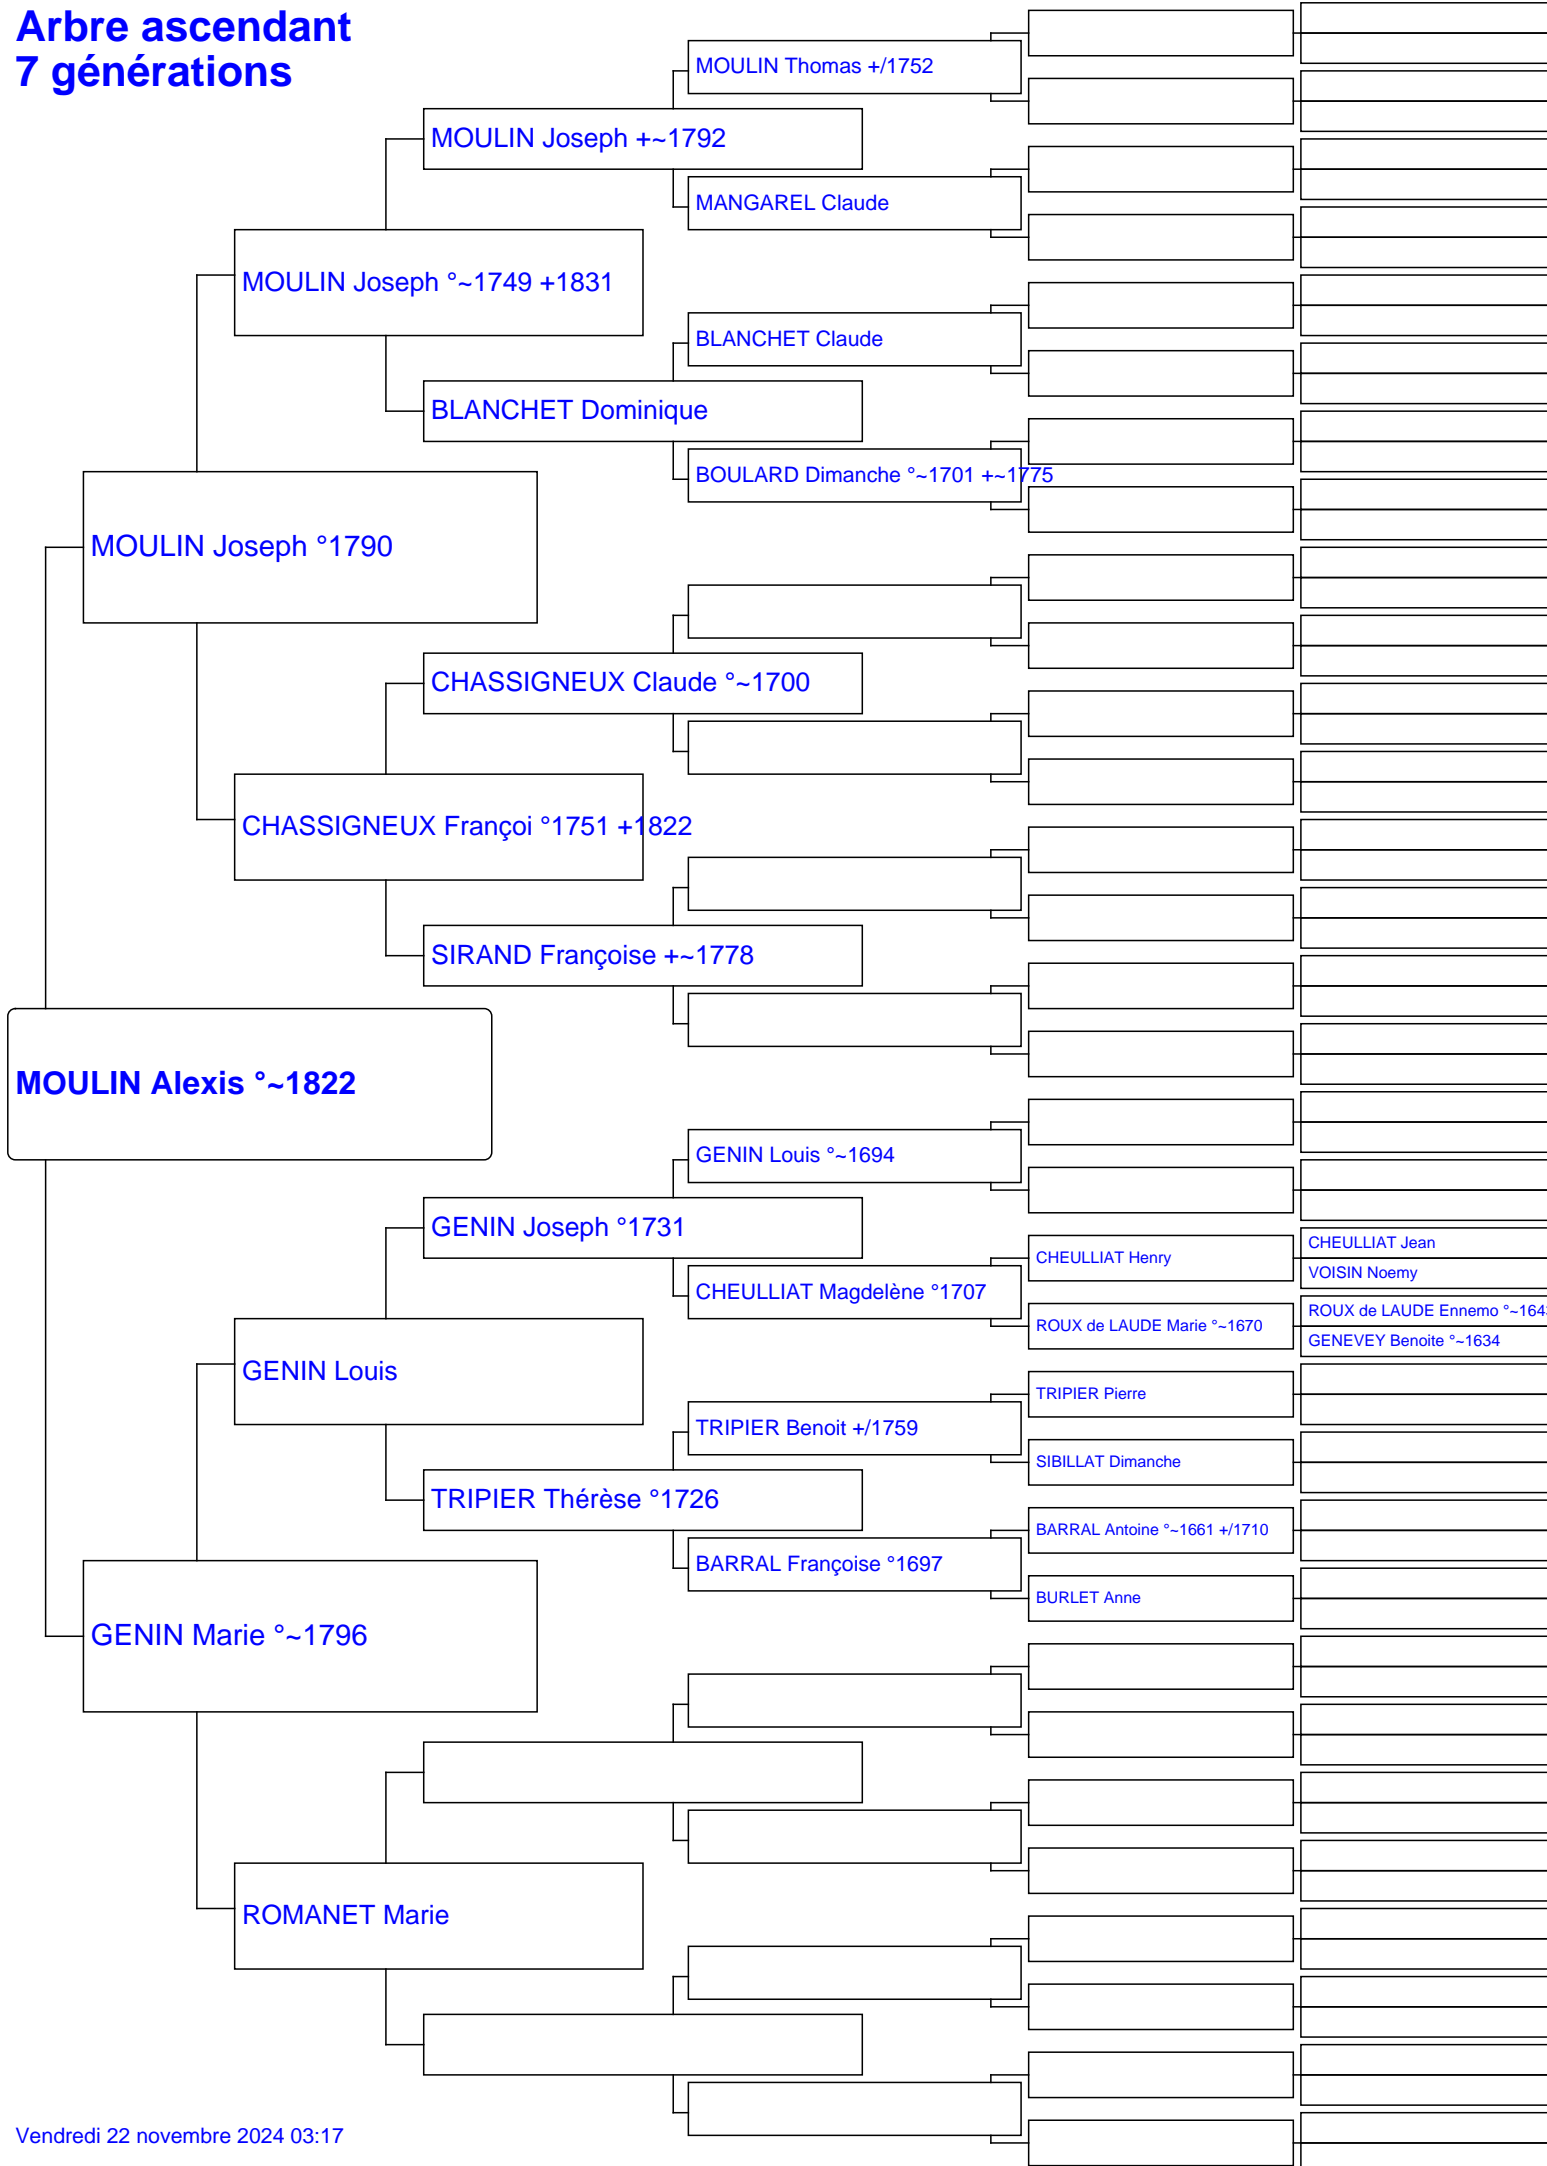 Arbre ascendant
7 générations
MOULIN Thomas +/1752
MOULIN Joseph +~1792
MANGAREL Claude
MOULIN Joseph °~1749 +1831
BLANCHET Claude
BLANCHET Dominique
BOULARD Dimanche °~1701 +~1775
MOULIN Joseph °1790
CHASSIGNEUX Claude °~1700
CHASSIGNEUX Françoi °1751 +1822
SIRAND Françoise +~1778
MOULIN Alexis °~1822
GENIN Louis °~1694
GENIN Joseph °1731
CHEULLIAT Jean
CHEULLIAT Henry
VOISIN Noemy
CHEULLIAT Magdelène °1707
ROUX de LAUDE Ennemo
ROUX de LAUDE Marie °~1670
GENEVEY Benoite °~1634
GENIN Louis
TRIPIER Pierre
TRIPIER Benoit +/1759
SIBILLAT Dimanche
TRIPIER Thérèse °1726
BARRAL Antoine °~1661 +/1710
BARRAL Françoise °1697
BURLET Anne
GENIN Marie °~1796
ROMANET Marie
Vendredi 22 novembre 2024 03:17